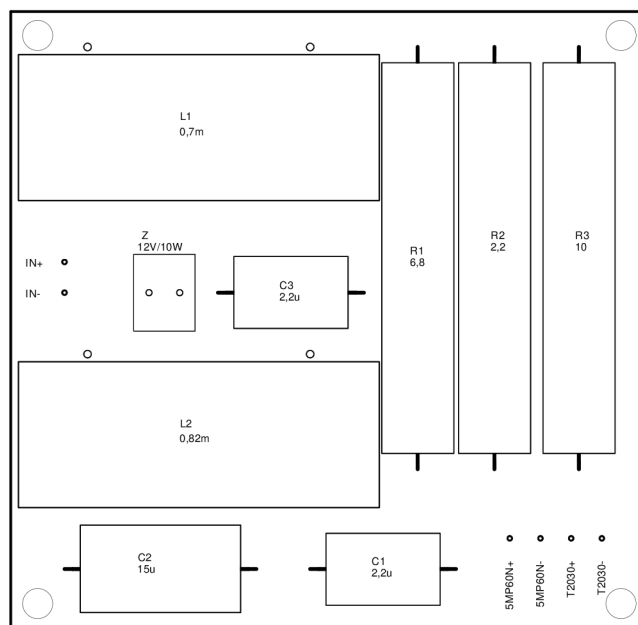 L1
0,7m
Z
12V/10W
R1
6,8
R2
2,2
R3
10
IN+
IN-
C3
2,2u
L2
0,82m
C2
15u
C1
2,2u
5MP60N+
5MP60N-
T2030+
T2030-